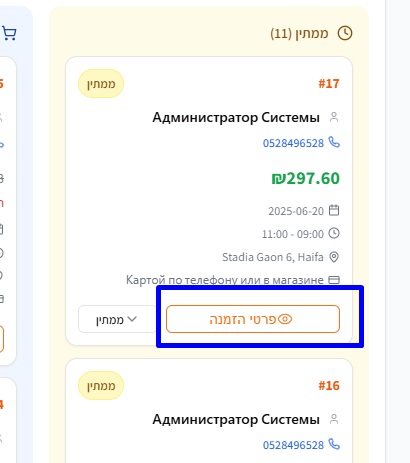 ממתין (11)
#17
ממתין
Администратор Системы
0528496528
₪297.60
2025-06-20
11:00 - 09:00
Stadia Gaon 6, Haifa
Картой по телефону или в магазине
פרטי הזמנה
ממתין
#16
ממתין
Администратор Системы
0528496528